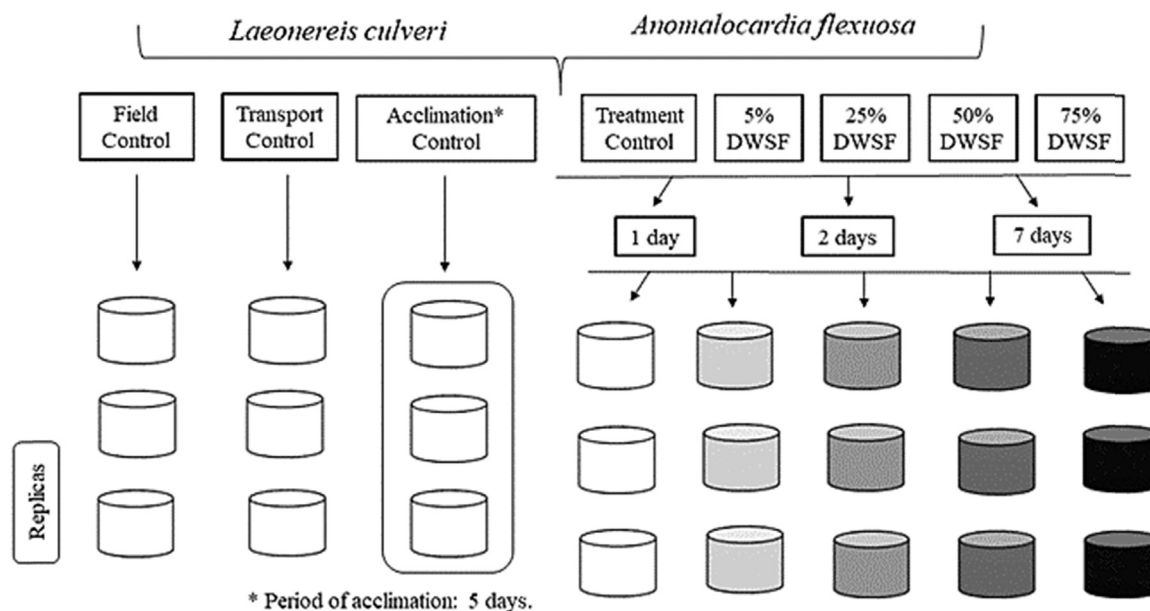 Laeonereis culveri
Anomalocardia flexuosa
Field
Control
Transport
Control
Acclimation*
Control
Treatment
Control
5%
DWSF
25%
DWSF
50%
DWSF
75%
DWSF
1 day
2 days
7 days
Replicas
* Period of acclimation: 5 days.